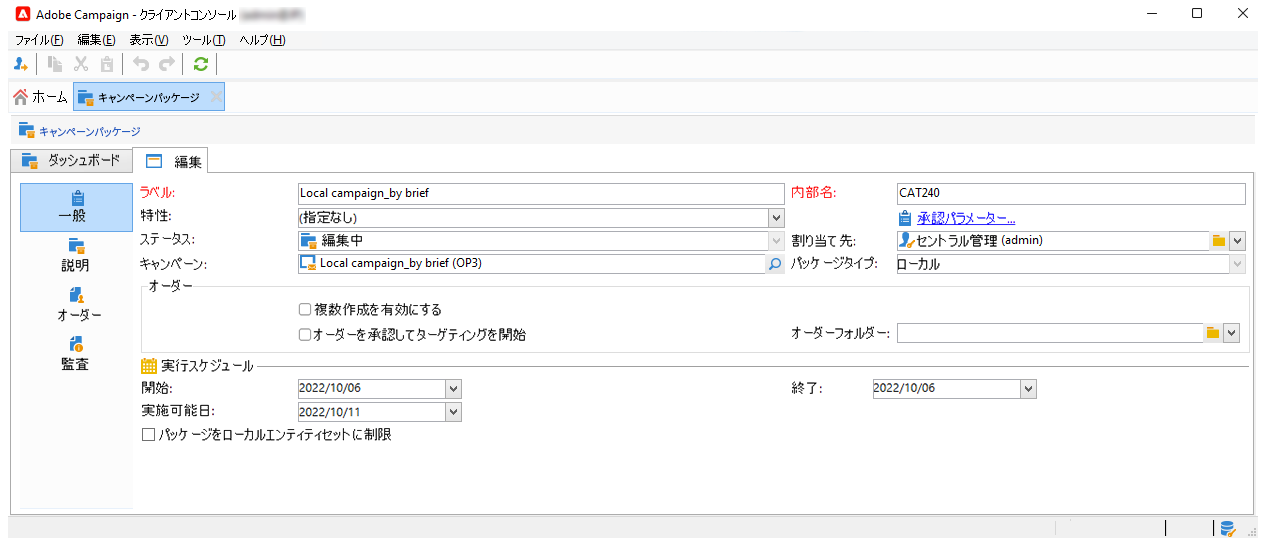 Adobe Campaign - クライアントコンソール
ファイル(F) 編集(E) 表示(V) ツール(T) ヘルプ(H)
ホーム キャンペーンパッケージ
キャンペーンパッケージ
ダッシュボード 編集
一般
説明
オーダー
監査
ラベル: Local campaign_by brief 内部名: CAT240
特性: (指定なし) 承認パラメーター...
ステータス: 編集中 割り当て先: セントラル管理 (admin)
キャンペーン: Local campaign_by brief (OP3) パッケージタイプ: ローカル
オーダー
複数作成を有効にする
オーダーを承認してターゲティングを開始 オーダーフォルダー:
実行スケジュール
開始: 2022/10/06 終了: 2022/10/06
実施可能日: 2022/10/11
パッケージをローカルエンティティセットに制限